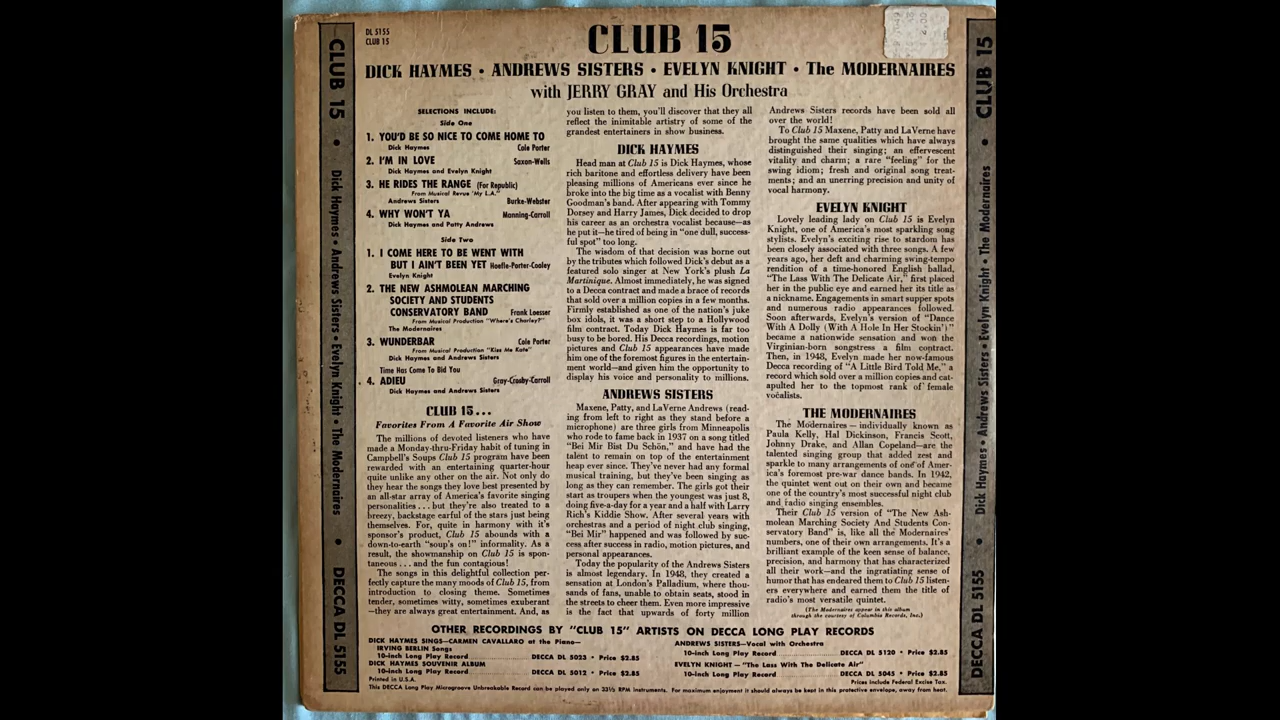 DL 5155
CLUB 15
CLUB 15
DICK HAYMES • ANDREWS SISTERS • EVELYN KNIGHT • The MODERNAIRES
with JERRY GRAY and His Orchestra
SELECTIONS INCLUDE:
Side One
1. YOU'D BE SO NICE TO COME HOME TO
Dick Haymes Cole Porter
2. I'M IN LOVE Saxon-Wells
Dick Haymes and Evelyn Knight
3. HE RIDES THE RANGE (For Republic)
From Musical Revue "My L.A."
Andrews Sisters Burke-Webster
4. WHY WON'T YA Manning-Carroll
Dick Haymes and Patty Andrews
Side Two
1. I COME HERE TO BE WENT WITH
BUT I AIN'T BEEN YET Hoefle-Porter-Cooley
Evelyn Knight
2. THE NEW ASHMOLEAN MARCHING
SOCIETY AND STUDENTS
CONSERVATORY BAND Frank Loesser
From Musical Production "Where's Charley?"
The Modernaires
3. WUNDERBAR Cole Porter
From Musical Production "Kiss Me Kate"
Dick Haymes and Andrews Sisters
Time Has Come To Bid You
4. ADIEU Gray-Crosby-Carroll
Dick Haymes and Andrews Sisters
CLUB 15...
Favorites From A Favorite Air Show
The millions of devoted listeners who have
made a Monday-thru-Friday habit of tuning in
Campbell's Soups Club 15 program have been
rewarded with an entertaining quarter-hour
quite unlike any other on the air. Not only do
they hear the songs they love best presented by
an all-star array of America's favorite singing
personalities . . . but they're also treated to a
breezy, backstage carful of the stars just being
themselves. For, quite in harmony with it's
sponsor's product, Club 15 abounds with a
down-to-earth "soup's on!" informality. As a
result, the showmanship on Club 15 is spon-
taneous . . . and the fun contagious!
The songs in this delightful collection per-
fectly capture the many moods of Club 15, from
introduction to closing theme. Sometimes
tender, sometimes witty, sometimes exuberant
—they are always great entertainment. And, as
you listen to them, you'll discover that they all
reflect the inimitable artistry of some of the
grandest entertainers in show business.
DICK HAYMES
Head man at Club 15 is Dick Haymes, whose
rich baritone and effortless delivery have been
pleasing millions of Americans ever since he
broke into the big time as a vocalist with Benny
Goodman's band. After appearing with Tommy
Dorsey and Harry James, Dick decided to drop
his career as an orchestra vocalist because—as
he put it—he tired of being in "one dull, success-
ful spot" too long.
The wisdom of that decision was borne out
by the tributes which followed Dick's debut as a
featured solo singer at New York's plush La
Martinique. Almost immediately, he was signed
to a Decca contract and made a brace of records
that sold over a million copies in a few months.
Firmly established as one of the nation's juke
box idols, it was a short step to a Hollywood
film contract. Today Dick Haymes is far too
busy to be bored. His Decca recordings, motion
pictures and Club 15 appearances have made
him one of the foremost figures in the entertain-
ment world—and given him the opportunity to
display his voice and personality to millions.
ANDREWS SISTERS
Maxene, Patty, and LaVerne Andrews (read-
ing from left to right as they stand before a
microphone) are three girls from Minneapolis
who rode to fame back in 1937 on a song titled
"Bei Mir Bist Du Schön," and have had the
talent to remain on top of the entertainment
heap ever since. They've never had any formal
musical training, but they've been singing as
long as they can remember. The girls got their
start as troupers when the youngest was just 8,
doing five-a-day for a year and a half with Larry
Rich's Kiddie Show. After several years with
orchestras and a period of night club singing,
"Bei Mir" happened and was followed by suc-
cess after success in radio, motion pictures, and
personal appearances.
Today the popularity of the Andrews Sisters
is almost legendary. In 1948, they created a
sensation at London's Palladium, where thou-
sands of fans, unable to obtain seats, stood in
the streets to cheer them. Even more impressive
is the fact that upwards of forty million
Andrews Sisters records have been sold all
over the world!
To Club 15 Maxene, Patty and LaVerne have
brought the same qualities which have always
distinguished their singing; an effervescent
vitality and charm; a rare "feeling" for the
swing idiom; fresh and original song treat-
ments; and an unerring precision and unity of
vocal harmony.
EVELYN KNIGHT
Lovely leading lady on Club 15 is Evelyn
Knight, one of America's most sparkling song
stylists. Evelyn's exciting rise to stardom has
been closely associated with three songs. A few
years ago, her deft and charming swing-tempo
rendition of a time-honored English ballad,
"The Lass With The Delicate Air," first placed
her in the public eye and earned her its title as
a nickname. Engagements in smart supper spots
and numerous radio appearances followed.
Soon afterwards, Evelyn's version of "Dance
With A Dolly (With A Hole In Her Stockin')"
became a nationwide sensation and won the
Virginian-born songstress a film contract.
Then, in 1948, Evelyn made her now-famous
Decca recording of "A Little Bird Told Me," a
record which sold over a million copies and cat-
apulted her to the topmost rank of female
vocalists.
THE MODERNAIRES
The Modernaires — individually known as
Paula Kelly, Hal Dickinson, Francis Scott,
Johnny Drake, and Allan Copeland—are the
talented singing group that added zest and
sparkle to many arrangements of one of Amer-
ica's foremost pre-war dance bands. In 1942,
the quintet went out on their own and became
one of the country's most successful night club
and radio singing ensembles.
Their Club 15 version of "The New Ash-
molean Marching Society And Students Con-
servatory Band" is, like all the Modernaires'
numbers, one of their own arrangements. It's a
brilliant example of the keen sense of balance,
precision, and harmony that has characterized
all their work—and the ingratiating sense of
humor that has endeared them to Club 15 listen-
ers everywhere and earned them the title of
radio's most versatile quintet.
(The Modernaires appear in this album
through the courtesy of Columbia Records, Inc.)
OTHER RECORDINGS BY "CLUB 15" ARTISTS ON DECCA LONG PLAY RECORDS
DICK HAYMES SINGS—CARMEN CAVALLARO at the Piano—
IRVING BERLIN Songs
10-inch Long Play Record DECCA DL 5023 • Price $2.85
DICK HAYMES SOUVENIR ALBUM
10-inch Long Play Record DECCA DL 5012 • Price $2.85
Printed in U.S.A.
ANDREWS SISTERS—Vocal with Orchestra
10-inch Long Play Record DECCA DL 5120 • Price $2.85
EVELYN KNIGHT — "The Lass With The Delicate Air"
10-inch Long Play Record DECCA DL 5045 • Price $2.85
Prices Include Federal Excise Tax.
This DECCA Long Play Microgroove Unbreakable Record can be played only on 33⅓ RPM instruments. For maximum enjoyment it should always be kept in this protective envelope, away from heat.
CLUB 15 • Dick Haymes • Andrews Sisters • Evelyn Knight • The Modernaires • DECCA DL 5155
DECCA DL 5155 • Dick Haymes • Andrews Sisters • Evelyn Knight • The Modernaires • CLUB 15